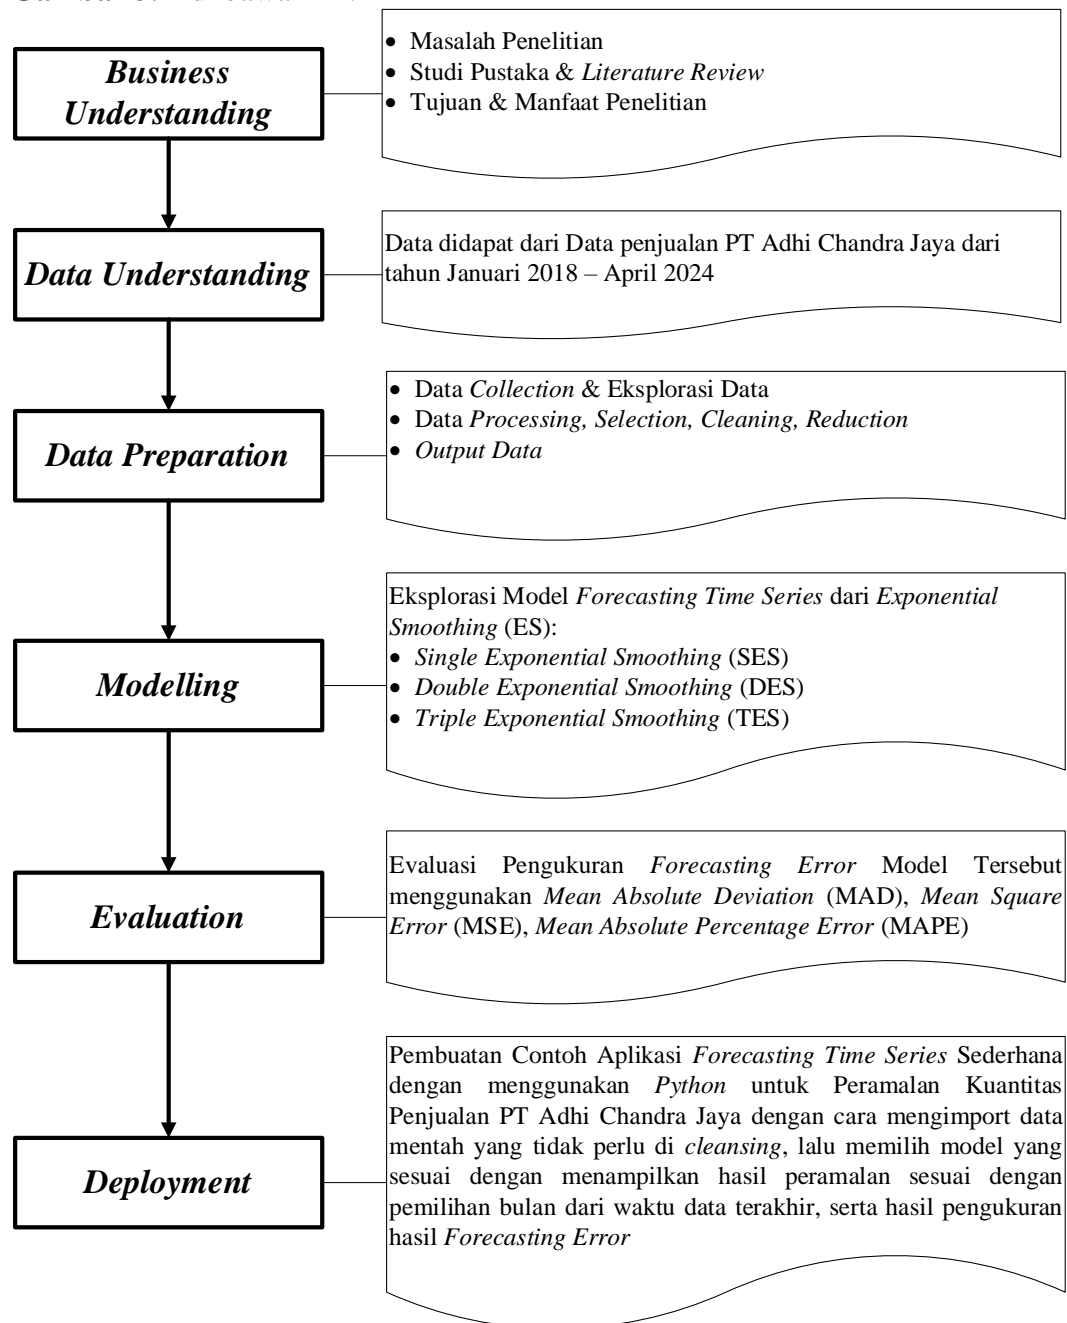 Business
Understanding
• Masalah Penelitian
• Studi Pustaka & Literature Review
• Tujuan & Manfaat Penelitian
Data Understanding
Data didapat dari Data penjualan PT Adhi Chandra Jaya dari
tahun Januari 2018 – April 2024
Data Preparation
• Data Collection & Eksplorasi Data
• Data Processing, Selection, Cleaning, Reduction
• Output Data
Modelling
Eksplorasi Model Forecasting Time Series dari Exponential
Smoothing (ES):
• Single Exponential Smoothing (SES)
• Double Exponential Smoothing (DES)
• Triple Exponential Smoothing (TES)
Evaluation
Evaluasi Pengukuran Forecasting Error Model Tersebut
menggunakan Mean Absolute Deviation (MAD), Mean Square
Error (MSE), Mean Absolute Percentage Error (MAPE)
Deployment
Pembuatan Contoh Aplikasi Forecasting Time Series Sederhana
dengan menggunakan Python untuk Peramalan Kuantitas
Penjualan PT Adhi Chandra Jaya dengan cara mengimport data
mentah yang tidak perlu di cleansing, lalu memilih model yang
sesuai dengan menampilkan hasil peramalan sesuai dengan
pemilihan bulan dari waktu data terakhir, serta hasil pengukuran
hasil Forecasting Error